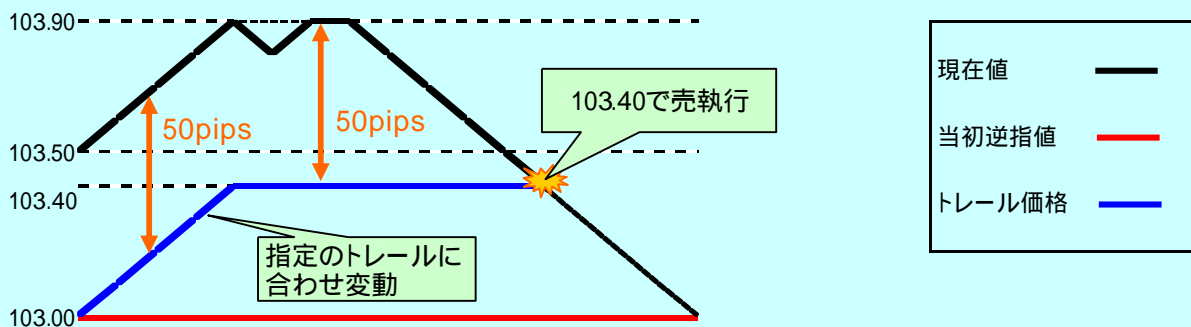 103.90
50pips
50pips
103.40で売執行
103.50
103.40
指定のトレールに
合わせ変動
103.00
現在値
当初逆指値
トレール価格